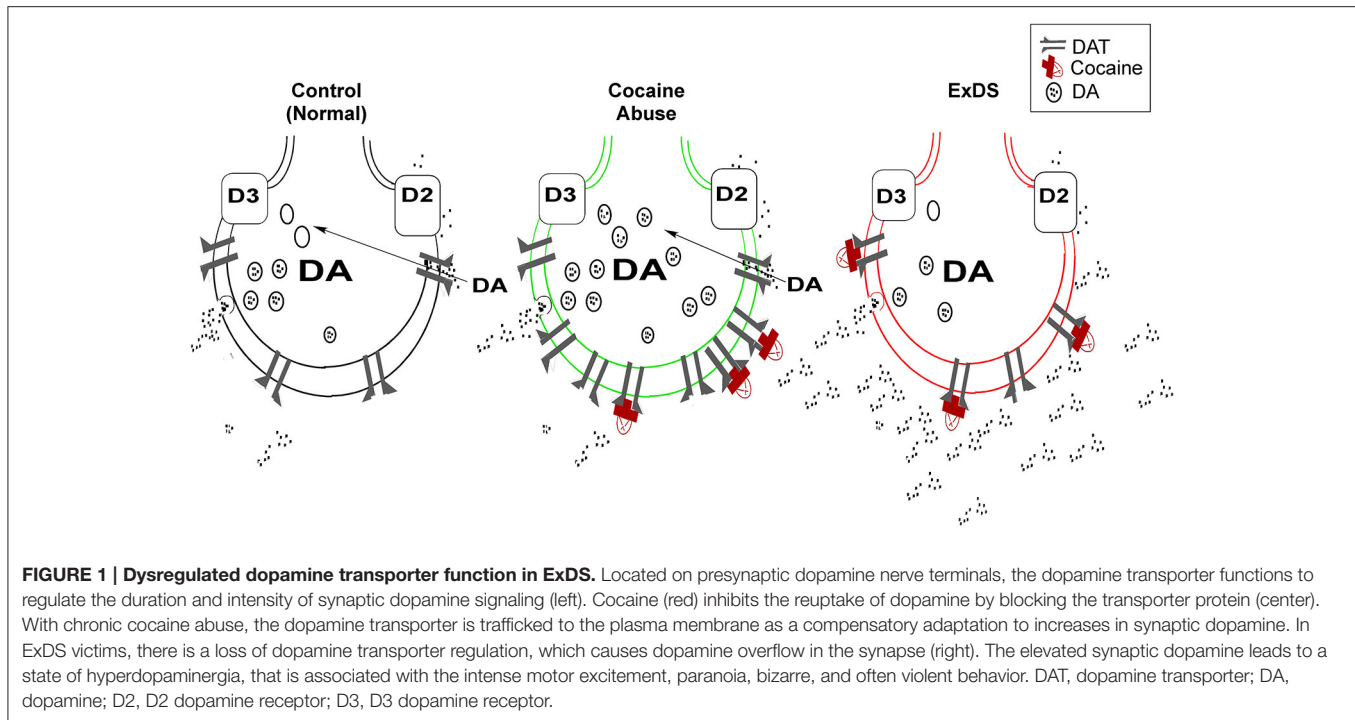 DAT
Cocaine
DA
Control
(Normal)
D3
D2
DA
DA
Cocaine
Abuse
D3
D2
DA
DA
ExDS
D3
D2
DA
FIGURE 1 | Dysregulated dopamine transporter function in ExDS. Located on presynaptic dopamine nerve terminals, the dopamine transporter functions to
regulate the duration and intensity of synaptic dopamine signaling (left). Cocaine (red) inhibits the reuptake of dopamine by blocking the transporter protein (center).
With chronic cocaine abuse, the dopamine transporter is trafficked to the plasma membrane as a compensatory adaptation to increases in synaptic dopamine. In
ExDS victims, there is a loss of dopamine transporter regulation, which causes dopamine overflow in the synapse (right). The elevated synaptic dopamine leads to a
state of hyperdopaminergia, that is associated with the intense motor excitement, paranoia, bizarre, and often violent behavior. DAT, dopamine transporter; DA,
dopamine; D2, D2 dopamine receptor; D3, D3 dopamine receptor.